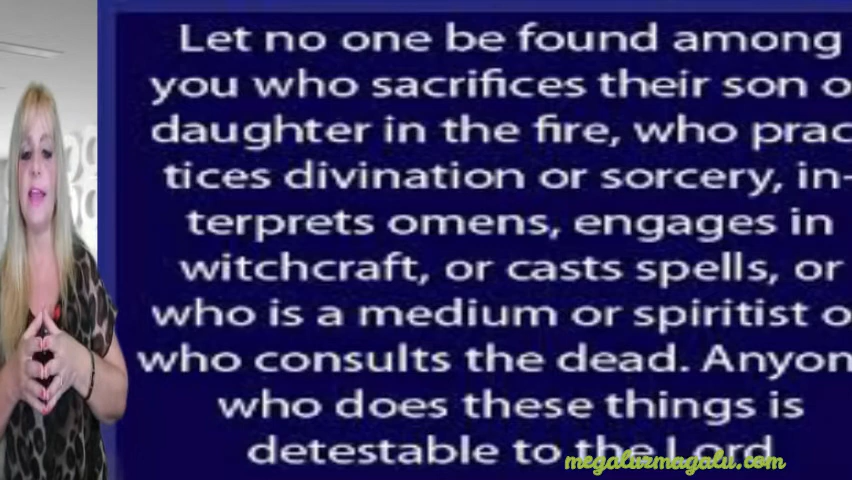 Let no one be found among
you who sacrifices their son o
daughter in the fire, who prac
tices divination or sorcery, in-
terprets omens, engages in
witchcraft, or casts spells, or
who is a medium or spiritist o
who consults the dead. Anyon
who does these things is
detestable to the Lord
megaluzmagalu.com